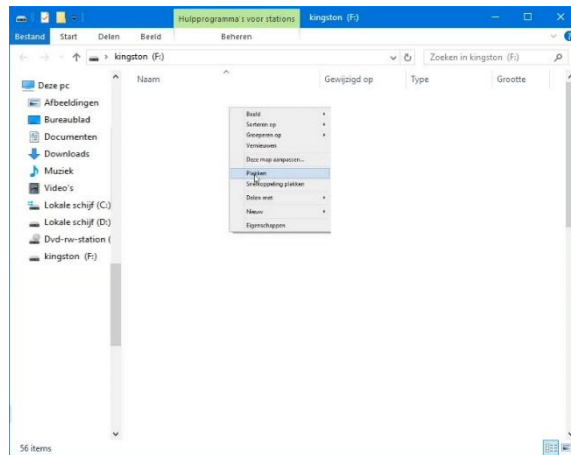 Hulpprogramma's voor stations kingston (F:)
Bestand Start Delen Beeld Beheren
kingston (F:) Zoeken in kingston (F:)
Naam Gewijzigd op Type Grootte
Deze pc
Afbeeldingen
Bureaublad
Documenten
Downloads
Muziek
Video's
Lokale schijf (C:)
Lokale schijf (D:)
Dvd-rw-station (
kingston (F:)
Beeld
Sorteren op
Groeperen op
Vernieuwen
Deze map aanpassen...
Plakken
Snelkoppeling plakken
Delen met
Nieuw
Eigenschappen
56 items